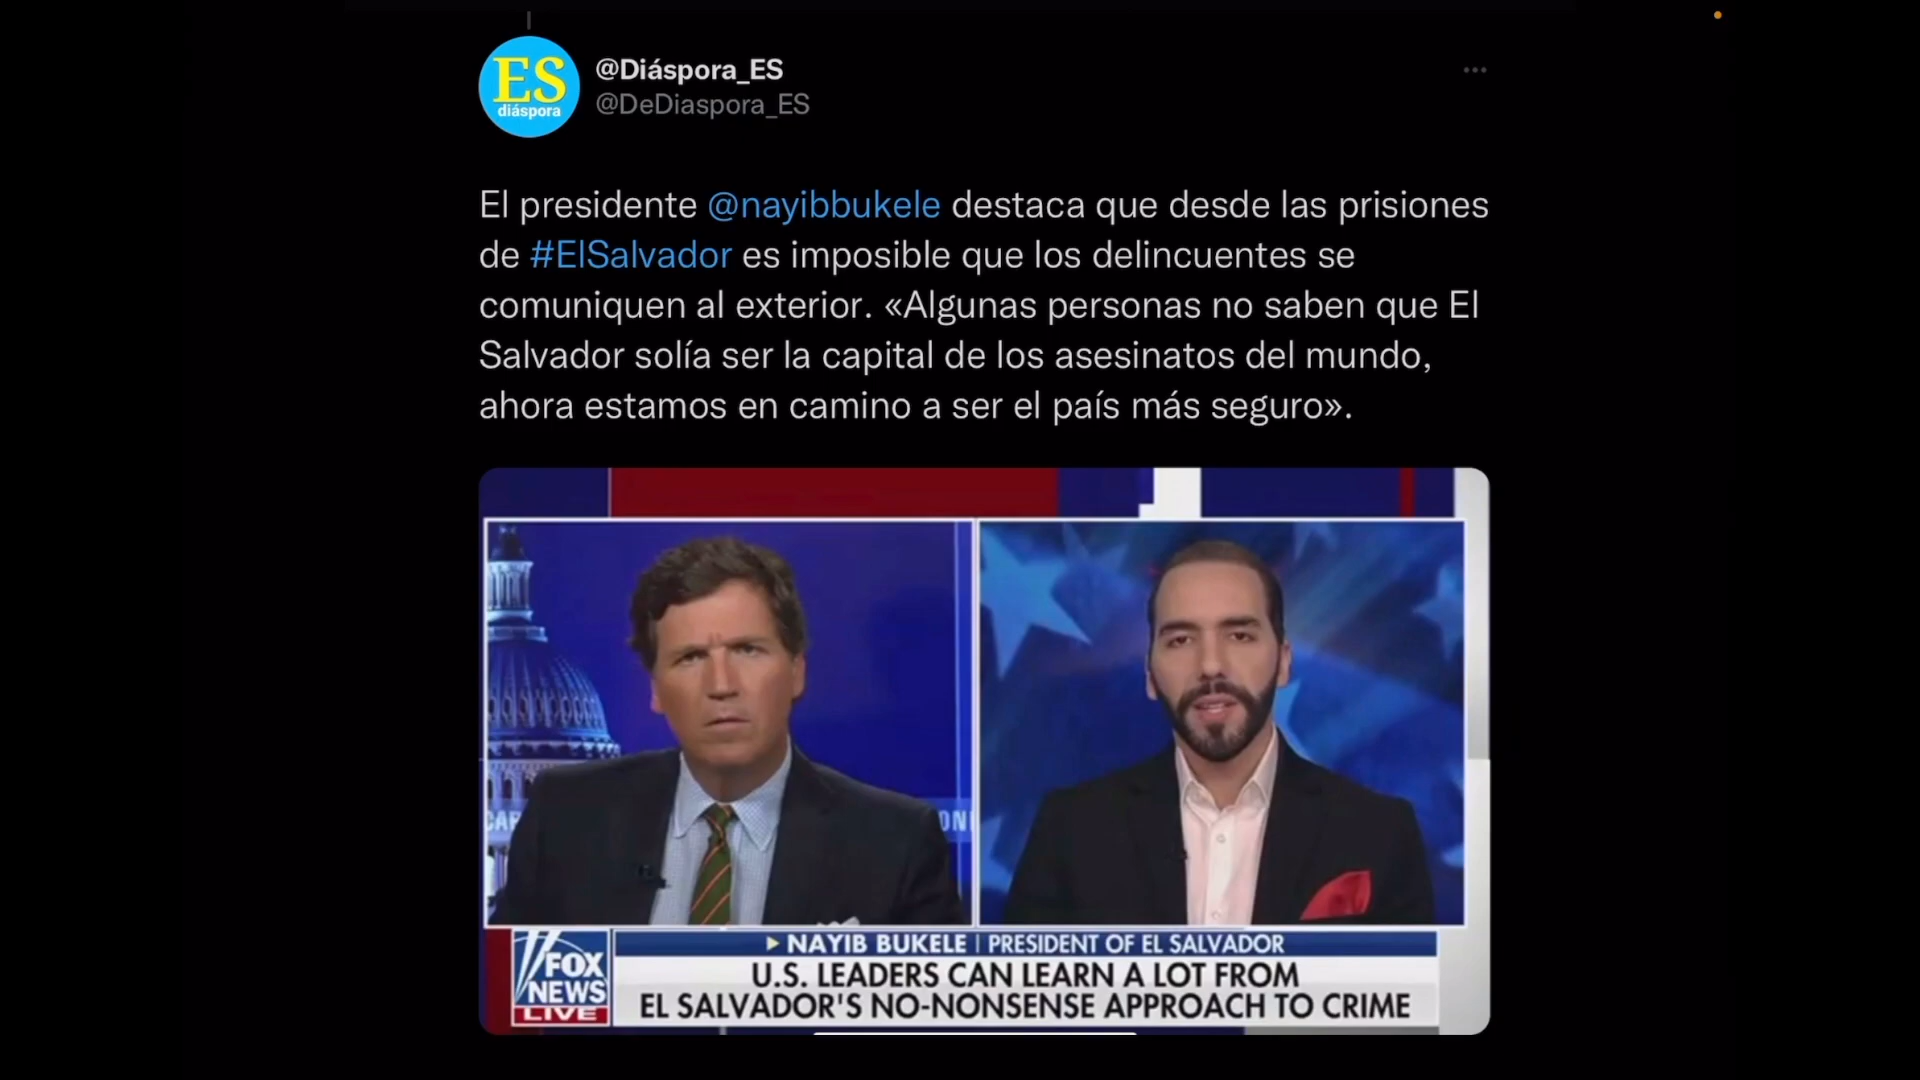 ES
diáspora
@Diáspora_ES
@DeDiaspora_ES
El presidente @nayibbukele destaca que desde las prisiones
de #ElSalvador es imposible que los delincuentes se
comuniquen al exterior. «Algunas personas no saben que El
Salvador solía ser la capital de los asesinatos del mundo,
ahora estamos en camino a ser el país más seguro».
NAYIB BUKELE | PRESIDENT OF EL SALVADOR
U.S. LEADERS CAN LEARN A LOT FROM
EL SALVADOR'S NO-NONSENSE APPROACH TO CRIME
FOX
NEWS
LIVE